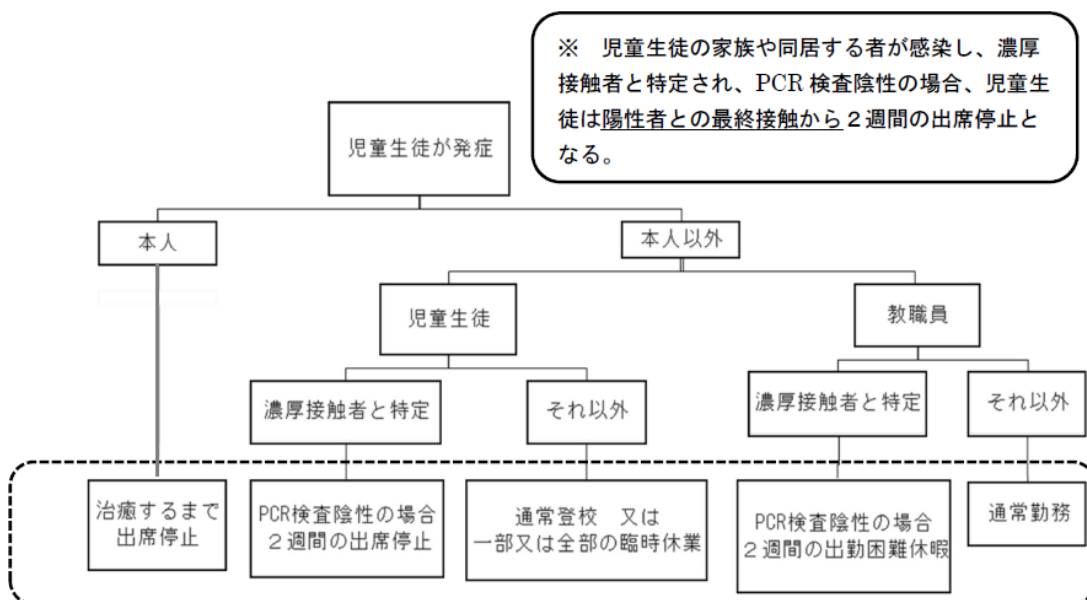 ※　児童生徒の家族や同居する者が感染し、濃厚
接触者と特定され、PCR 検査陰性の場合、児童生
徒は陽性者との最終接触から２週間の出席停止と
なる。
児童生徒が発症
本人
本人以外
児童生徒
教職員
濃厚接触者と特定
それ以外
濃厚接触者と特定
それ以外
治癒するまで
出席停止
PCR検査陰性の場合
２週間の出席停止
通常登校　又は
一部又は全部の臨時休業
PCR検査陰性の場合
２週間の出勤困難休暇
通常勤務